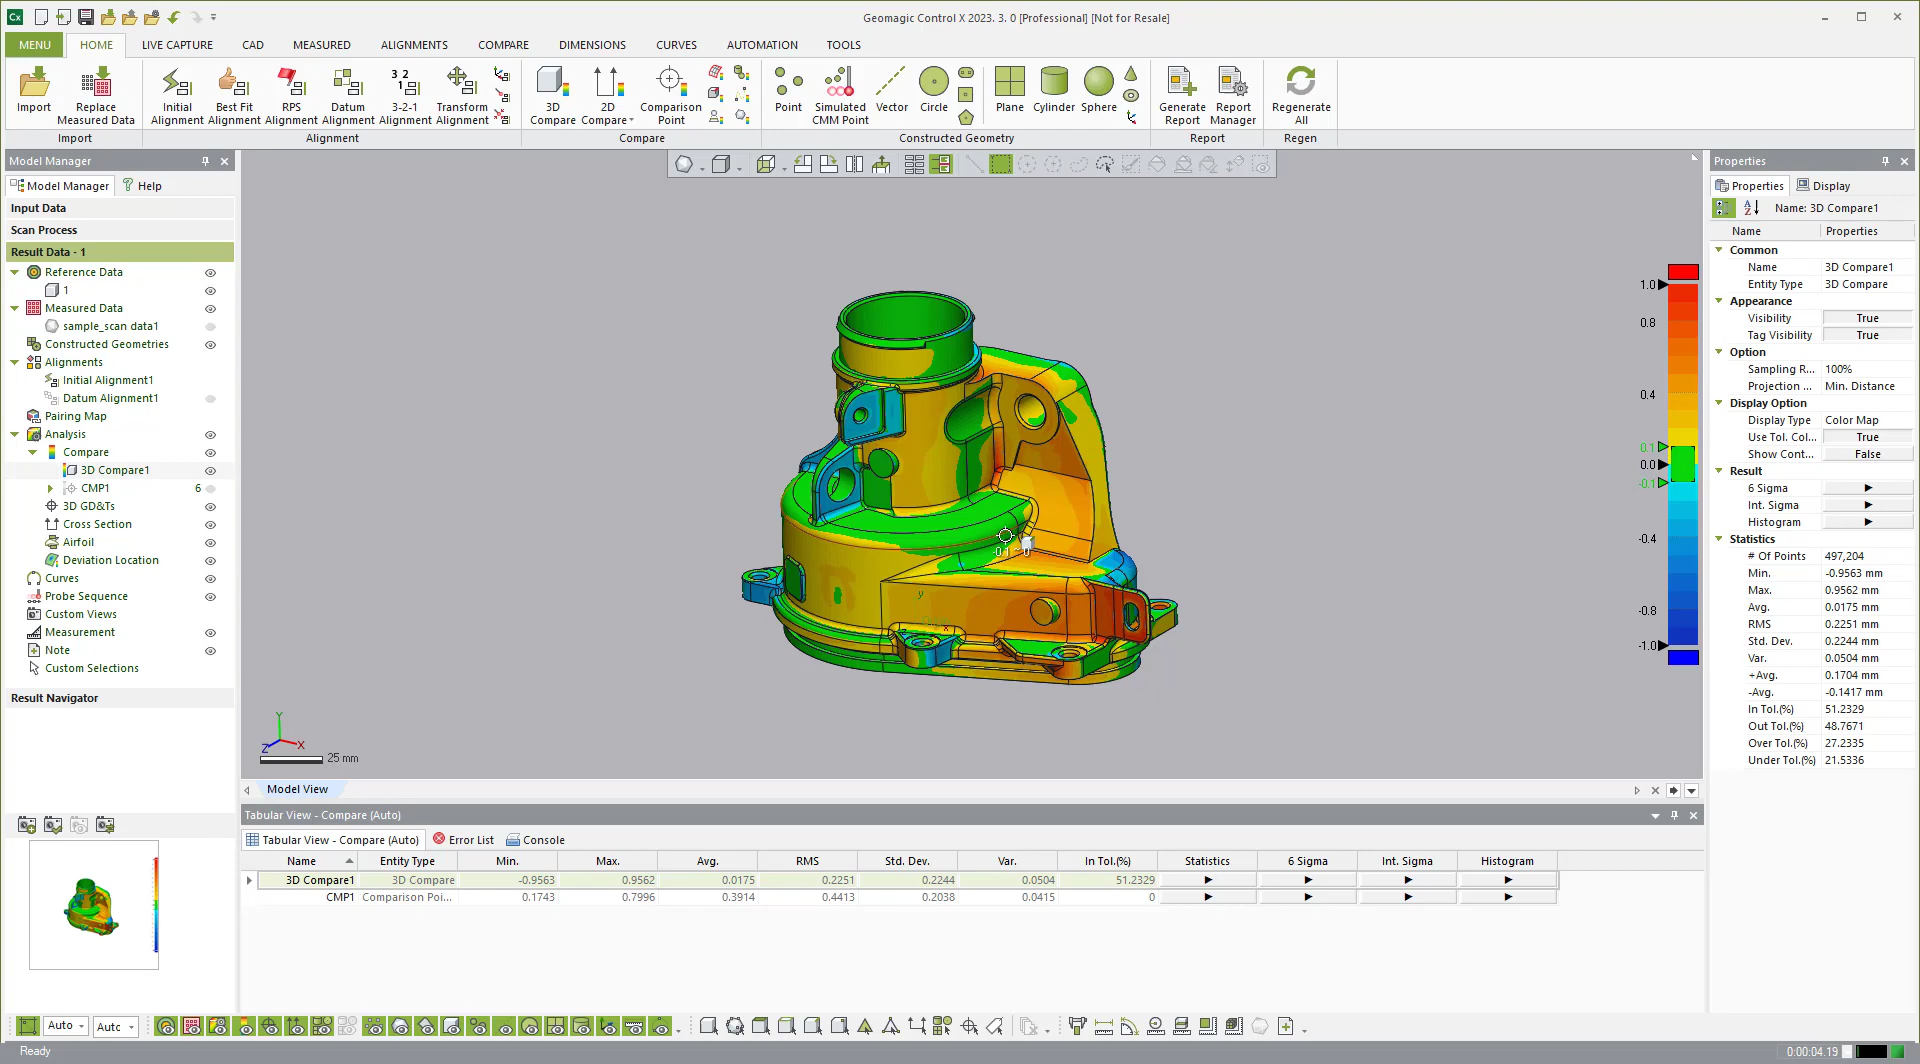 Cx
Geomagic Control X 2023. 3. 0 [Professional] [Not for Resale]
MENU HOME LIVE CAPTURE CAD MEASURED ALIGNMENTS COMPARE DIMENSIONS CURVES AUTOMATION TOOLS
Import
Replace Measured Data
Import
Initial Alignment
Best Fit Alignment
RPS Alignment
Datum Alignment
3-2-1 Alignment
Transform Alignment
Alignment
3D Compare
2D Compare
Comparison Point
Compare
Point
Simulated CMM Point
Vector
Circle
Plane
Cylinder
Sphere
Constructed Geometry
Generate Report
Report Manager
Report
Regenerate All
Regen
Model Manager
Model Manager Help
Input Data
Scan Process
Result Data - 1
Reference Data
1
Measured Data
sample_scan data1
Constructed Geometries
Alignments
Initial Alignment1
Datum Alignment1
Pairing Map
Analysis
Compare
3D Compare1
CMP1 6
3D GD&Ts
Cross Section
Airfoil
Deviation Location
Curves
Probe Sequence
Custom Views
Measurement
Note
Custom Selections
Result Navigator
1.0
0.8
0.4
0.1
0.0
-0.1
-0.4
-0.8
-1.0
-0.1 ~ 0
y
x
Y
Z X
25 mm
Model View
Properties
Properties Display
Name: 3D Compare1
Name Properties
Common
Name 3D Compare1
Entity Type 3D Compare
Appearance
Visibility True
Tag Visibility True
Option
Sampling R... 100%
Projection ... Min. Distance
Display Option
Display Type Color Map
Use Tol. Col... True
Show Cont... False
Result
6 Sigma
Int. Sigma
Histogram
Statistics
# Of Points 497,204
Min. -0.9563 mm
Max. 0.9562 mm
Avg. 0.0175 mm
RMS 0.2251 mm
Std. Dev. 0.2244 mm
Var. 0.0504 mm
+Avg. 0.1704 mm
-Avg. -0.1417 mm
In Tol.(%) 51.2329
Out Tol.(%) 48.7671
Over Tol.(%) 27.2335
Under Tol.(%) 21.5336
Tabular View - Compare (Auto)
Tabular View - Compare (Auto) Error List Console
Name Entity Type Min. Max. Avg. RMS Std. Dev. Var. In Tol.(%) Statistics 6 Sigma Int. Sigma Histogram
3D Compare1 3D Compare -0.9563 0.9562 0.0175 0.2251 0.2244 0.0504 51.2329
CMP1 Comparison Poi... 0.1743 0.7996 0.3914 0.4413 0.2038 0.0415 0
Auto Auto
Ready 0:00:04.19